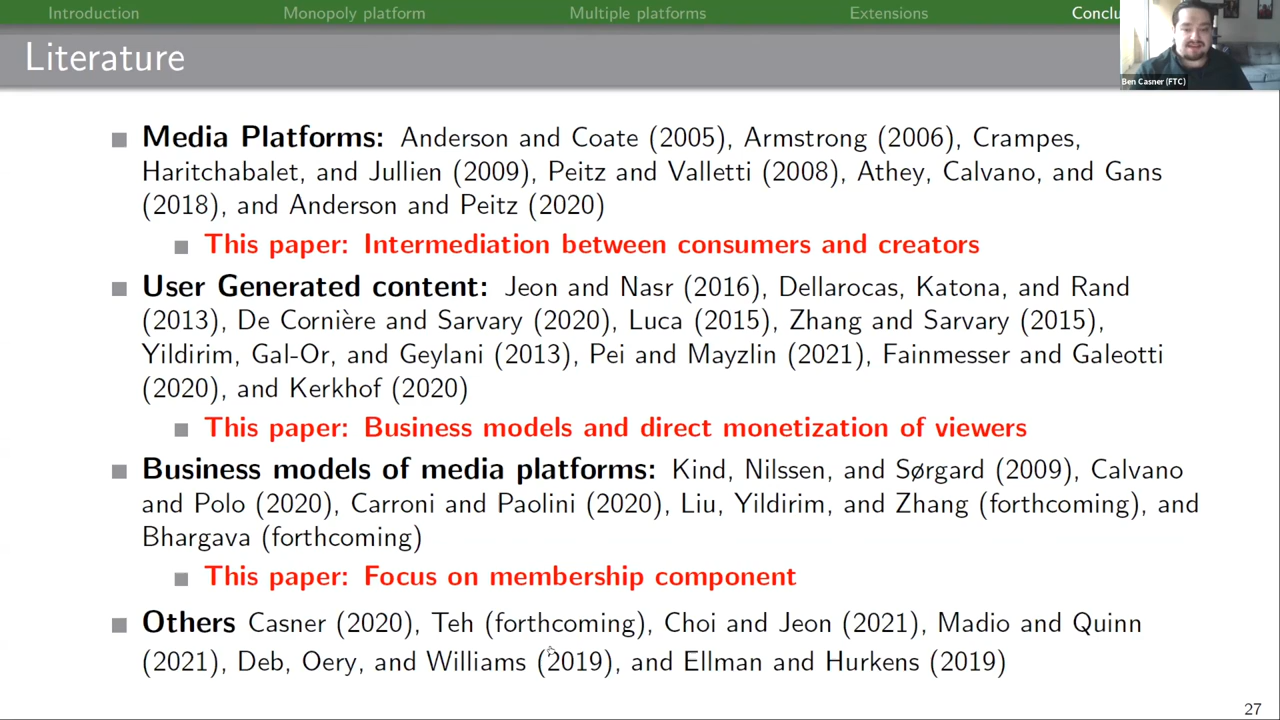 Introduction Monopoly platform Multiple platforms Extensions Conclu
Literature
Ben Casner (FTC)
Media Platforms: Anderson and Coate (2005), Armstrong (2006), Crampes,
Haritchabalet, and Jullien (2009), Peitz and Valletti (2008), Athey, Calvano, and Gans
(2018), and Anderson and Peitz (2020)
This paper: Intermediation between consumers and creators
User Generated content: Jeon and Nasr (2016), Dellarocas, Katona, and Rand
(2013), De Cornière and Sarvary (2020), Luca (2015), Zhang and Sarvary (2015),
Yildirim, Gal-Or, and Geylani (2013), Pei and Mayzlin (2021), Fainmesser and Galeotti
(2020), and Kerkhof (2020)
This paper: Business models and direct monetization of viewers
Business models of media platforms: Kind, Nilssen, and Sørgard (2009), Calvano
and Polo (2020), Carroni and Paolini (2020), Liu, Yildirim, and Zhang (forthcoming), and
Bhargava (forthcoming)
This paper: Focus on membership component
Others Casner (2020), Teh (forthcoming), Choi and Jeon (2021), Madio and Quinn
(2021), Deb, Oery, and Williams (2019), and Ellman and Hurkens (2019)
27